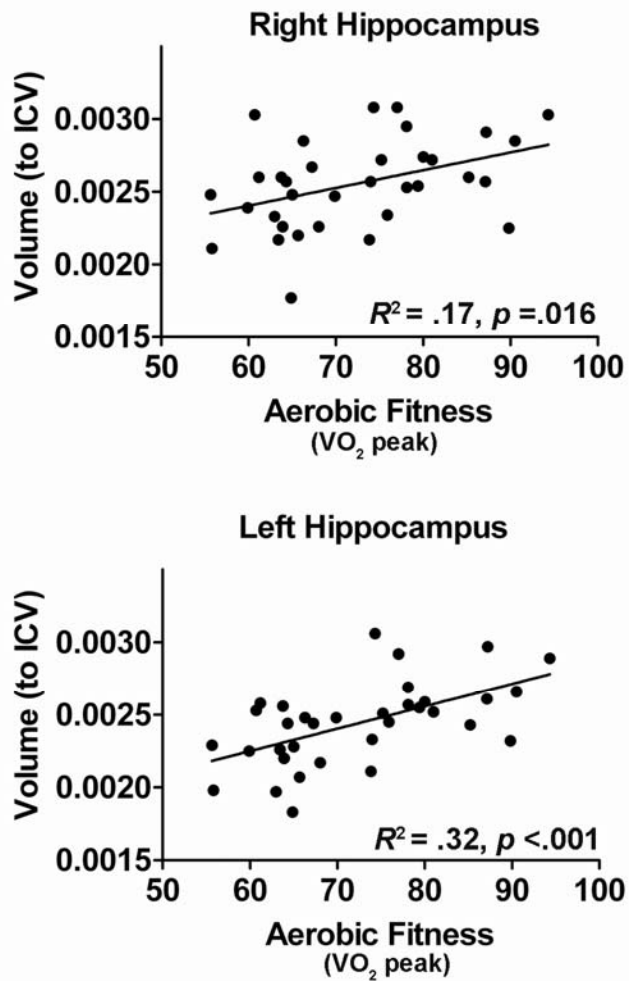 Right Hippocampus
Volume (to ICV)
0.0030
0.0025
0.0020
0.0015
R² = .17, p =.016
50 60 70 80 90 100
Aerobic Fitness
(VO₂ peak)
Left Hippocampus
Volume (to ICV)
0.0030
0.0025
0.0020
0.0015
R² = .32, p <.001
50 60 70 80 90 100
Aerobic Fitness
(VO₂ peak)